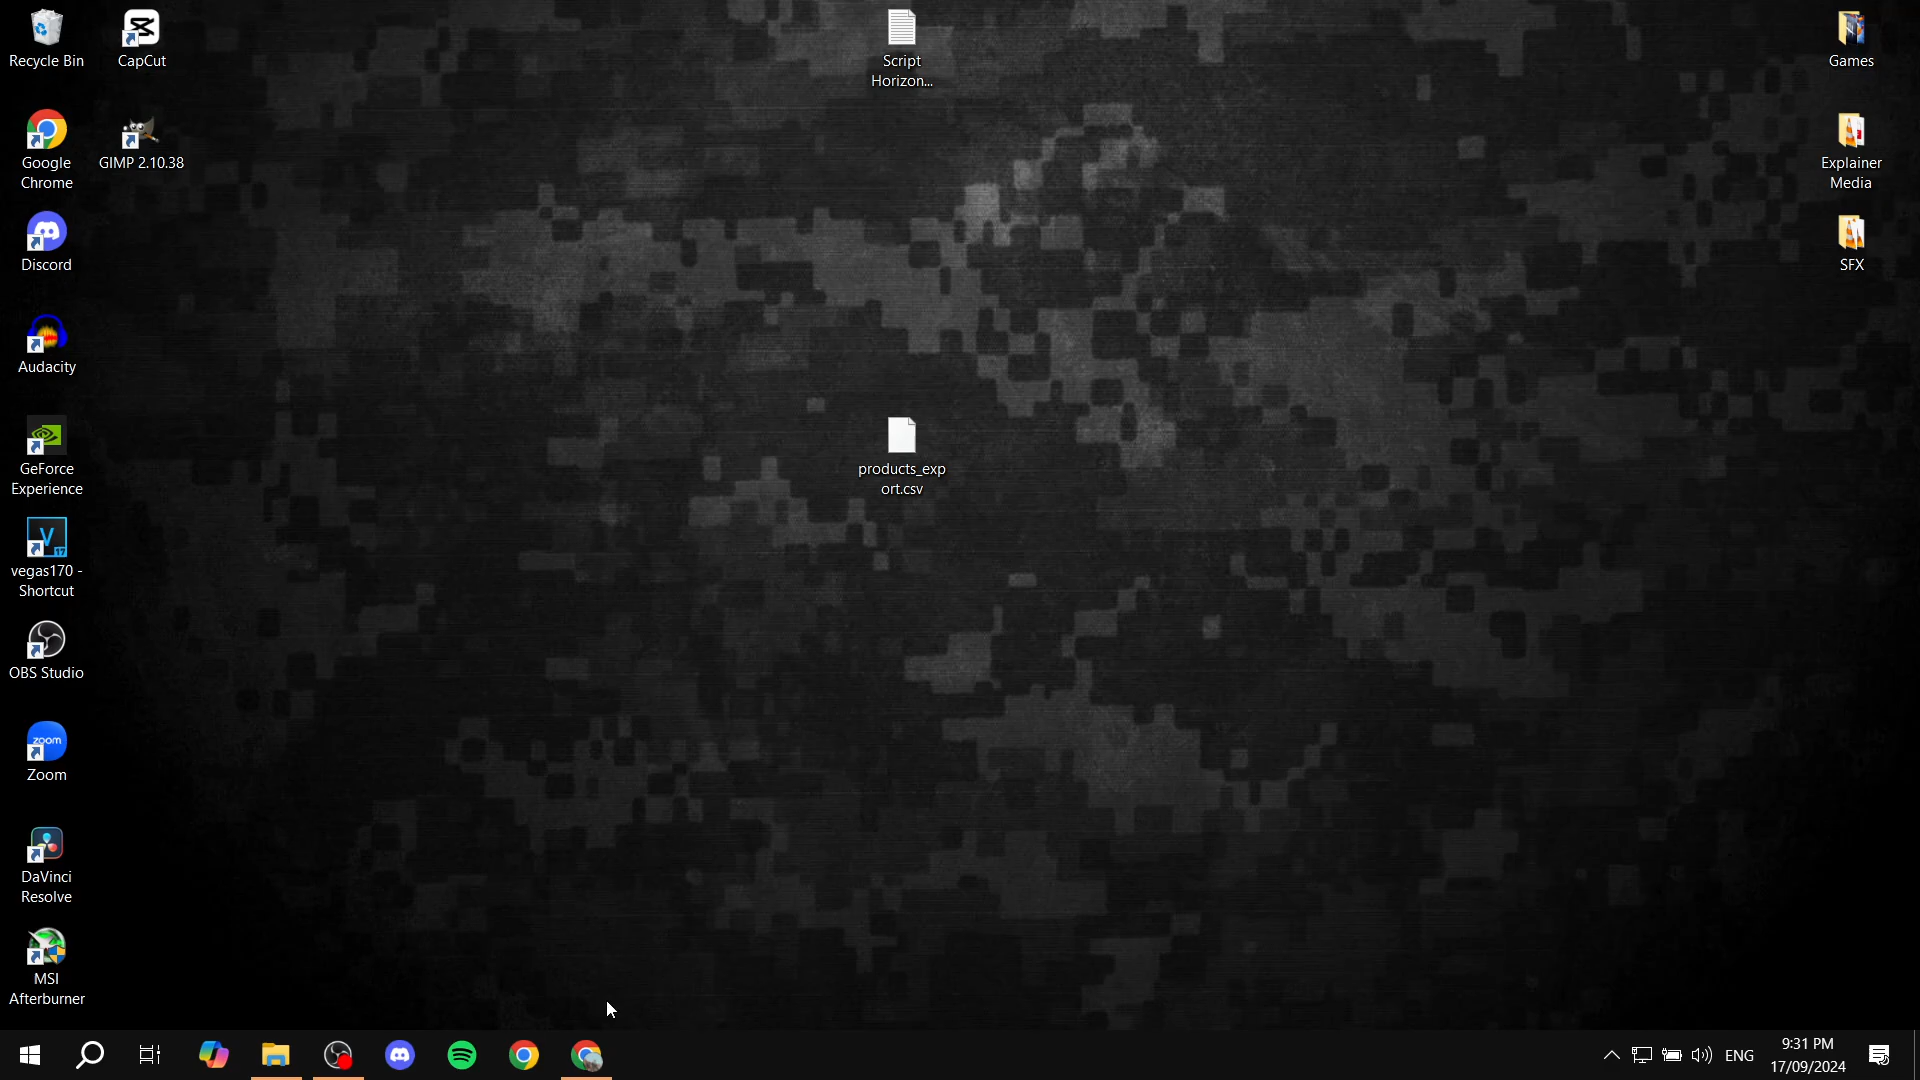 Recycle Bin
CapCut
Google
Chrome
GIMP 2.10.38
Discord
Audacity
GeForce
Experience
V
17
vegas170 -
Shortcut
OBS Studio
zoom
Zoom
DaVinci
Resolve
MSI
Afterburner
Script
Horizon...
products_exp
ort.csv
Games
Explainer
Media
SFX
ENG
9:31 PM
17/09/2024